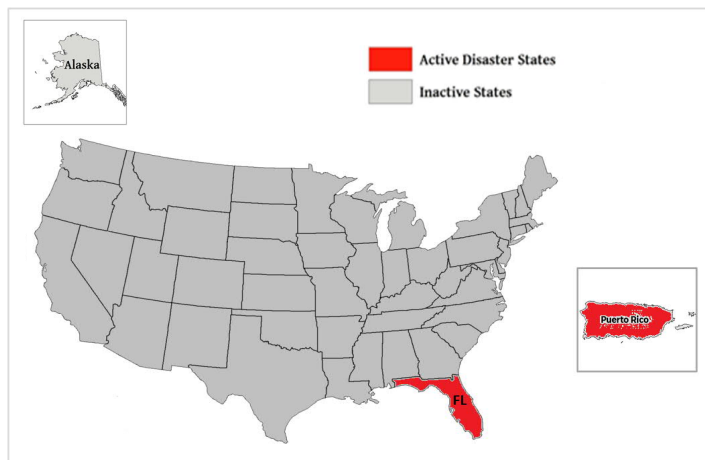 Alaska
Active Disaster States
Inactive States
Puerto Rico
FL